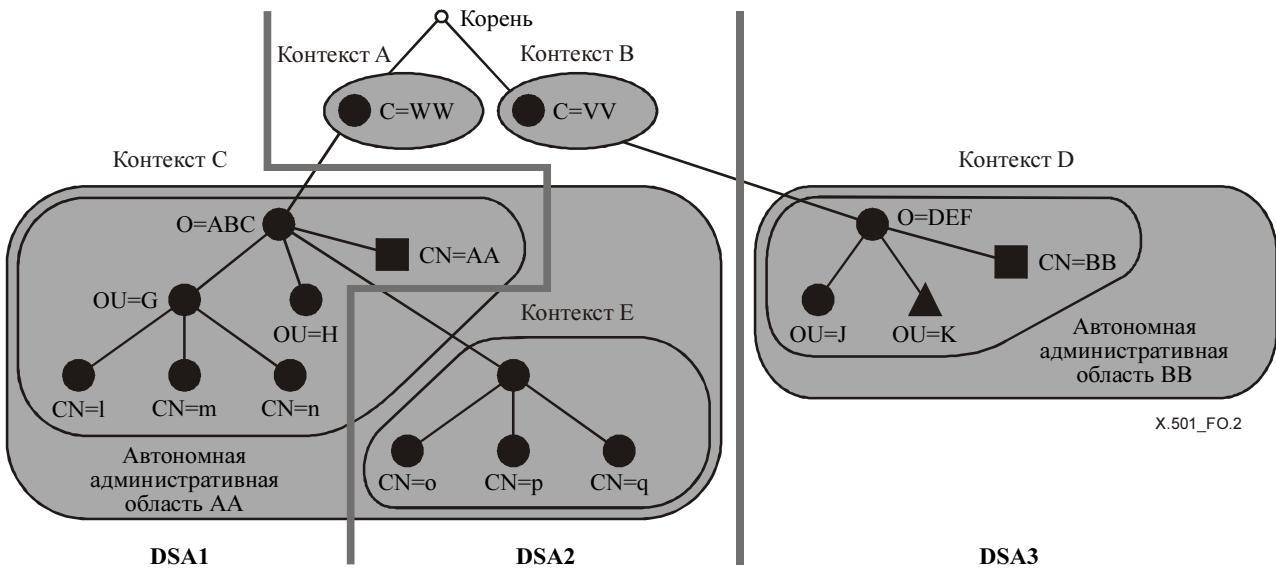 Корень
Контекст A
Контекст B
C=WW
C=VV
Контекст C
Контекст D
O=ABC
O=DEF
CN=AA
CN=BB
OU=G
OU=H
Контекст E
OU=J
OU=K
Автономная
административная
область BB
CN=l
CN=m
CN=n
X.501_FO.2
Автономная
административная
область AA
CN=o
CN=p
CN=q
DSA1
DSA2
DSA3